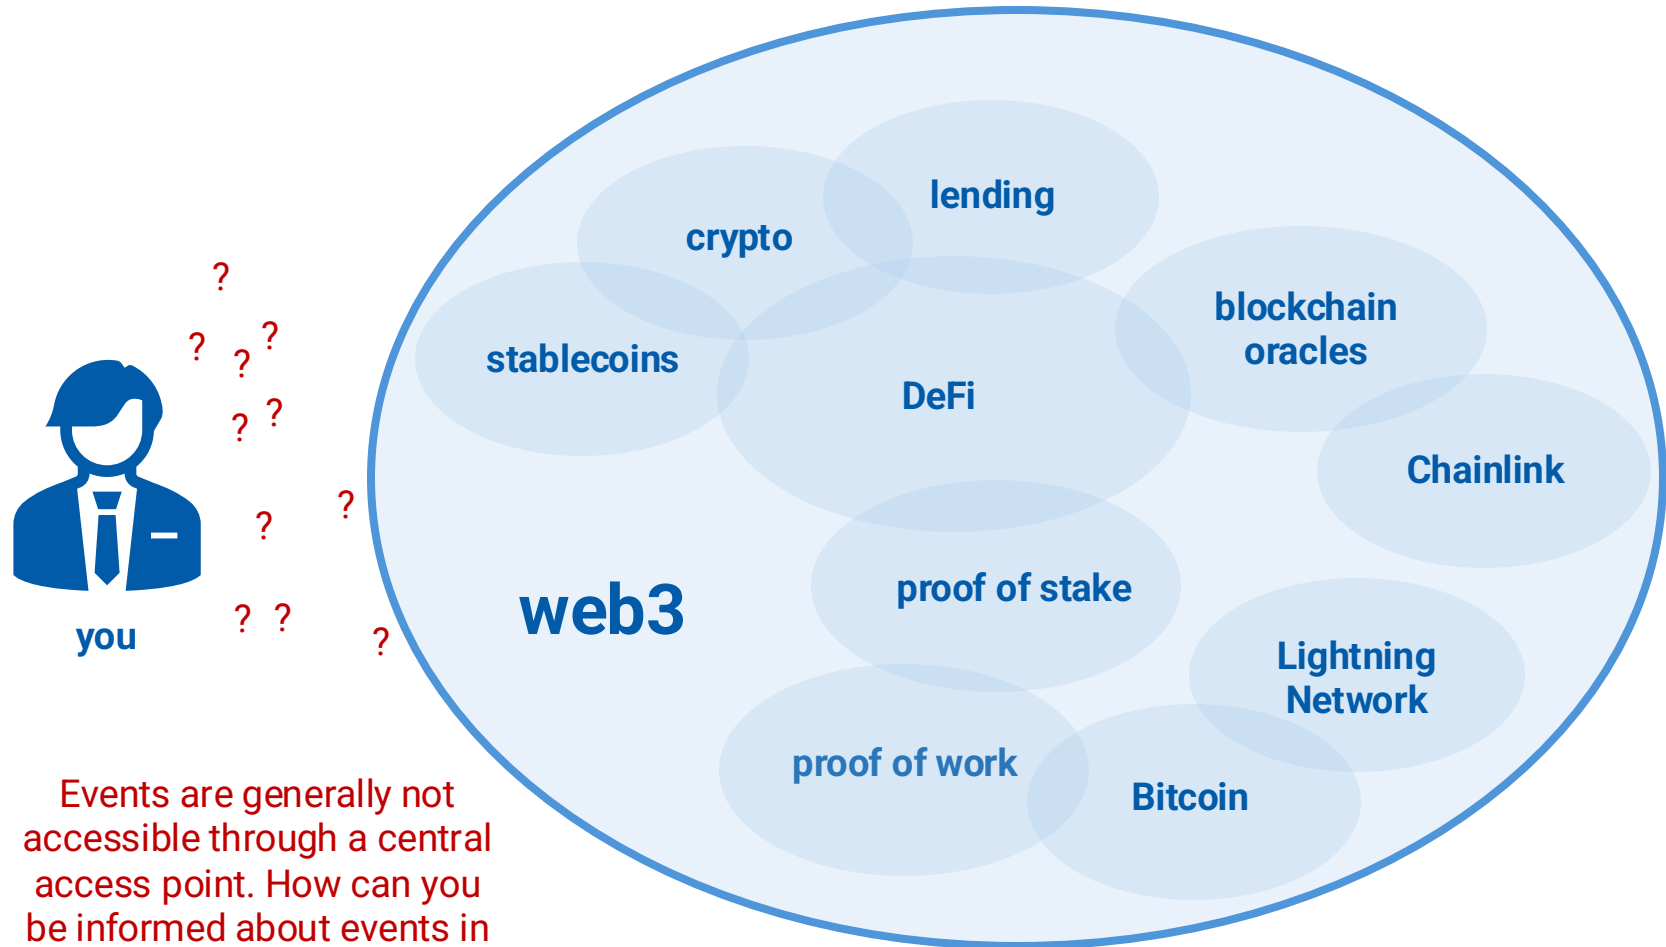 lending
crypto
blockchain
oracles
stablecoins
DeFi
Chainlink
proof of stake
web3
Lightning
Network
proof of work
Bitcoin
?
?
?
?
?
?
?
?
?
?
?
you
Events are generally not
accessible through a central
access point. How can you
be informed about events in